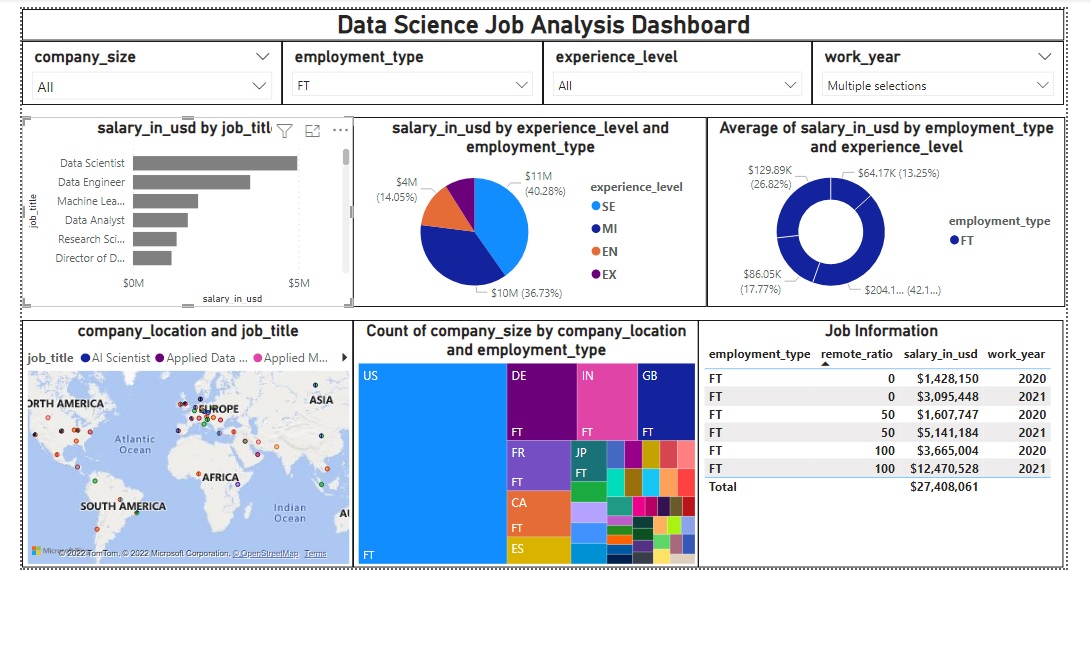 Data Science Job Analysis Dashboard
company_size
All
employment_type
FT
experience_level
All
work_year
Multiple selections
salary_in_usd by job_titl
job_title
Data Scientist
Data Engineer
Machine Lea...
Data Analyst
Research Sci...
Director of D...
$0M
$5M
salary_in_usd
salary_in_usd by experience_level and
employment_type
$4M
(14.05%)
$11M
(40.28%)
$10M (36.73%)
experience_level
SE
MI
EN
EX
Average of salary_in_usd by employment_type
and experience_level
$129.89K
(26.82%)
$64.17K (13.25%)
$86.05K
(17.77%)
$204.1... (42.1...)
employment_type
FT
company_location and job_title
job_title AI Scientist Applied Data ... Applied M...
ORTH AMERICA
EUROPE
ASIA
Atlantic
Ocean
AFRICA
SOUTH AMERICA
Indian
Ocean
AU
© 2022 TomTom, © 2022 Microsoft Corporation, © OpenStreetMap Terms
Count of company_size by company_location
and employment_type
US
FT
DE
FT
IN
FT
GB
FT
FR
FT
JP
FT
CA
FT
ES
Job Information
employment_type remote_ratio salary_in_usd work_year
FT 0 $1,428,150 2020
FT 0 $3,095,448 2021
FT 50 $1,607,747 2020
FT 50 $5,141,184 2021
FT 100 $3,665,004 2020
FT 100 $12,470,528 2021
Total $27,408,061